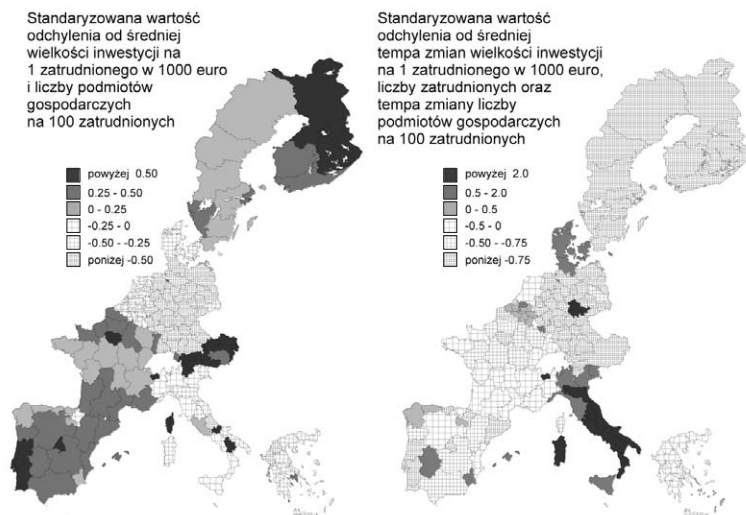 Standaryzowana wartość
odchylenia od średniej
wielkości inwestycji na
1 zatrudnionego w 1000 euro
i liczby podmiotów
gospodarczych
na 100 zatrudnionych
powyżej 0.50
0.25 - 0.50
0 - 0.25
-0.25 - 0
-0.50 - -0.25
poniżej -0.50
Standaryzowana wartość
odchylenia od średniej
tempa zmian wielkości inwestycji
na 1 zatrudnionego w 1000 euro,
liczby zatrudnionych oraz
tempa zmiany liczby
podmiotów gospodarczych
na 100 zatrudnionych
powyżej 2.0
0.5 - 2.0
0 - 0.5
-0.5 - 0
-0.50 - -0.75
poniżej -0.75